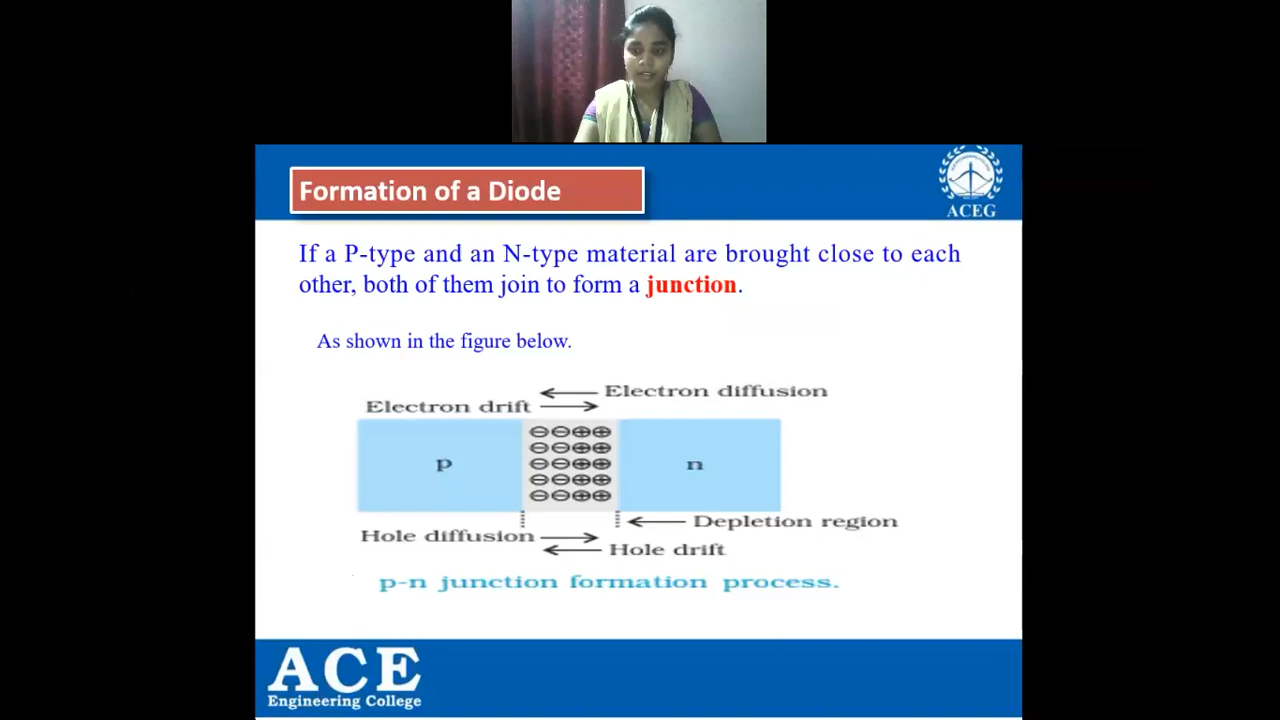 Formation of a Diode
ACEG
If a P-type and an N-type material are brought close to each
other, both of them join to form a junction.
As shown in the figure below.
Electron diffusion
Electron drift
p
n
Depletion region
Hole diffusion
Hole drift
p-n junction formation process.
ACE
Engineering College